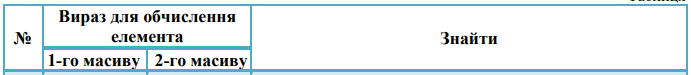 №
Вираз для обчислення
елемента
1-го масиву
2-го масиву
Знайти